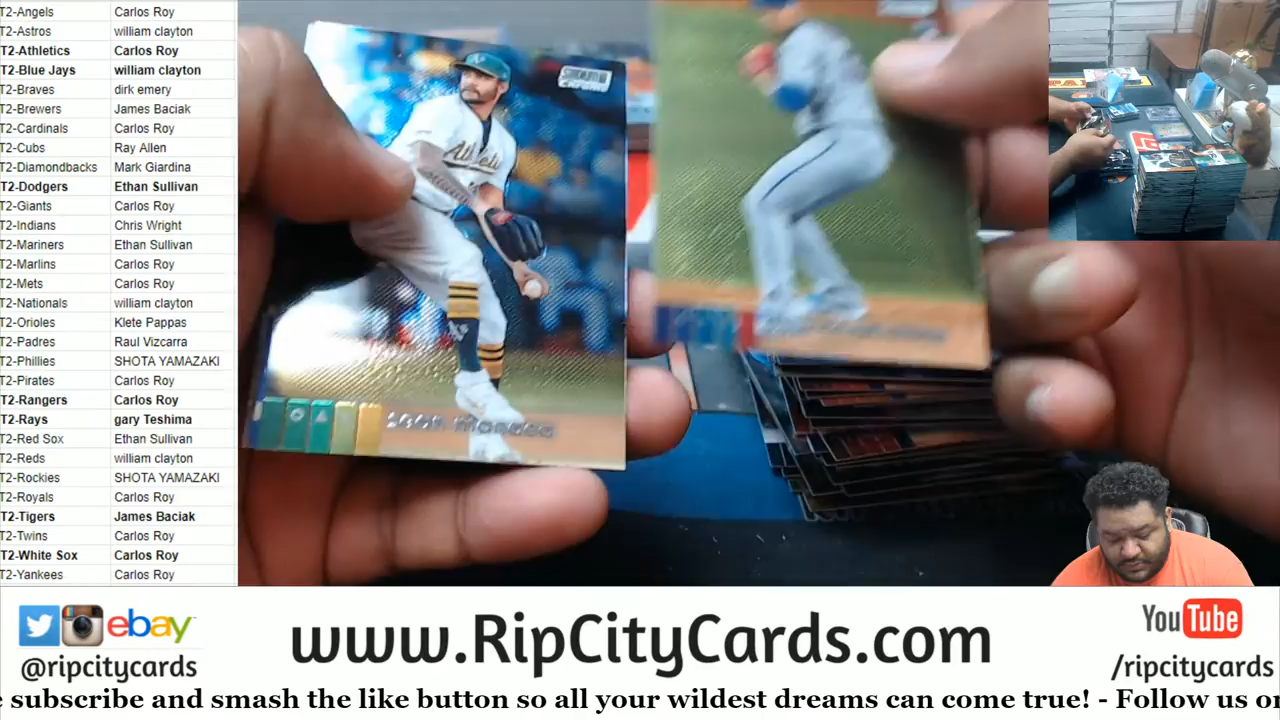 T2-Angels Carlos Roy
T2-Astros william clayton
T2-Athletics Carlos Roy
T2-Blue Jays william clayton
T2-Braves dirk emery
T2-Brewers James Baciak
T2-Cardinals Carlos Roy
T2-Cubs Ray Allen
T2-Diamondbacks Mark Giardina
T2-Dodgers Ethan Sullivan
T2-Giants Carlos Roy
T2-Indians Chris Wright
T2-Mariners Ethan Sullivan
T2-Marlins Carlos Roy
T2-Mets Carlos Roy
T2-Nationals william clayton
T2-Orioles Klete Pappas
T2-Padres Raul Vizcarra
T2-Phillies SHOTA YAMAZAKI
T2-Pirates Carlos Roy
T2-Rangers Carlos Roy
T2-Rays gary Teshima
T2-Red Sox Ethan Sullivan
T2-Reds william clayton
T2-Rockies SHOTA YAMAZAKI
T2-Royals Carlos Roy
T2-Tigers James Baciak
T2-Twins Carlos Roy
T2-White Sox Carlos Roy
T2-Yankees Carlos Roy
STADIUM CLUB
Athletics
sean manaea
ebay
@ripcitycards
www.RipCityCards.com
YouTube
/ripcitycards
subscribe and smash the like button so all your wildest dreams can come true! - Follow us